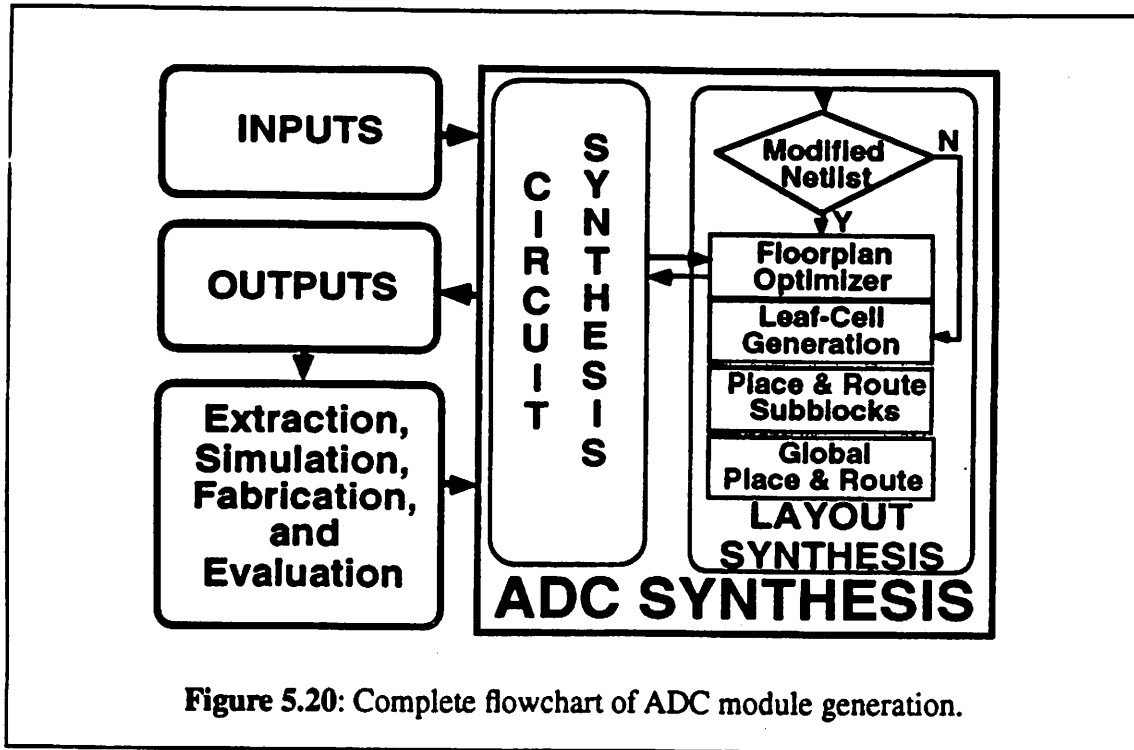 INPUTS
OUTPUTS
Extraction,
Simulation,
Fabrication,
and
Evaluation
CIRCUIT
SYNTHESIS
Modified
Netlist
N
Y
Floorplan
Optimizer
Leaf-Cell
Generation
Place & Route
Subblocks
Global
Place & Route
LAYOUT
SYNTHESIS
ADC SYNTHESIS
Figure 5.20: Complete flowchart of ADC module generation.